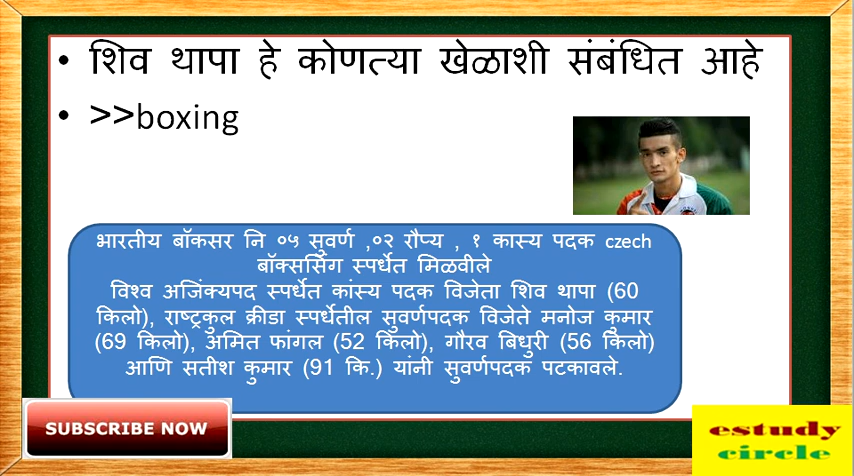 • शिव थापा हे कोणत्या खेळाशी संबंधित आहे
• >>boxing
भारतीय बॉकसर नि ०५ सुवर्ण ,०२ रौप्य , १ कास्य पदक czech
बॉक्ससिंग स्पर्धेत मिळवीले
विश्व अजिंक्यपद स्पर्धेत कांस्य पदक विजेता शिव थापा (60
किलो), राष्ट्रकुल क्रीडा स्पर्धेतील सुवर्णपदक विजेते मनोज कुमार
(69 किलो), अमित फांगल (52 किलो), गौरव बिधुरी (56 किलो)
आणि सतीश कुमार (91 कि.) यांनी सुवर्णपदक पटकावले.
SUBSCRIBE NOW
estudy
circle